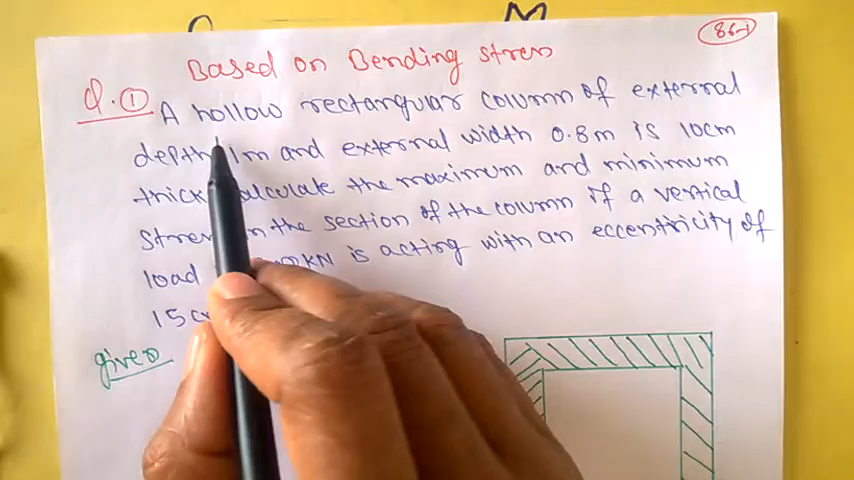 86-1
Based on Bending stress
Q.① A hollow rectangular column of external
depth 1m and external width 0.8m is 10cm
thick calculate the maximum and minimum
stress in the section of the column if a vertical
load KN is acting with an eccentricity of
15cm
given